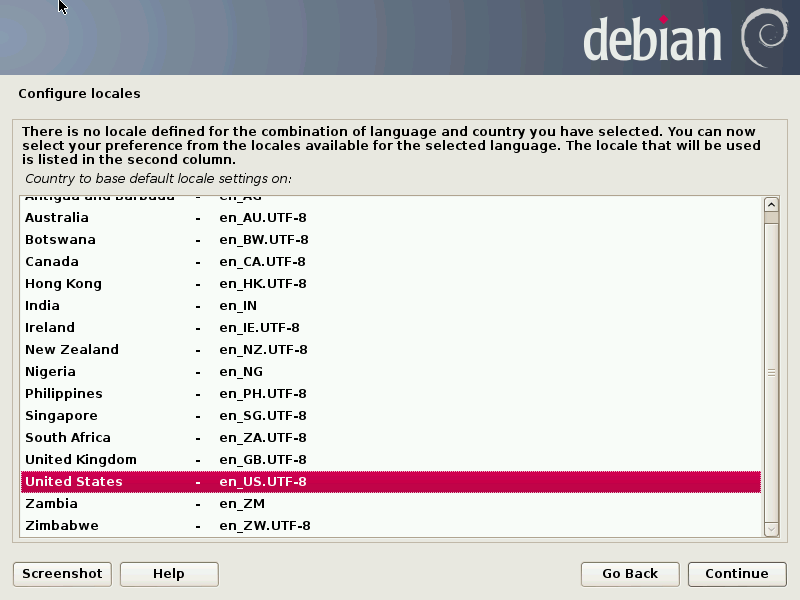 debian
Configure locales
There is no locale defined for the combination of language and country you have selected. You can now
select your preference from the locales available for the selected language. The locale that will be used
is listed in the second column.
Country to base default locale settings on:
Antigua and Barbuda - en_AG
Australia - en_AU.UTF-8
Botswana - en_BW.UTF-8
Canada - en_CA.UTF-8
Hong Kong - en_HK.UTF-8
India - en_IN
Ireland - en_IE.UTF-8
New Zealand - en_NZ.UTF-8
Nigeria - en_NG
Philippines - en_PH.UTF-8
Singapore - en_SG.UTF-8
South Africa - en_ZA.UTF-8
United Kingdom - en_GB.UTF-8
United States - en_US.UTF-8
Zambia - en_ZM
Zimbabwe - en_ZW.UTF-8
Screenshot Help Go Back Continue